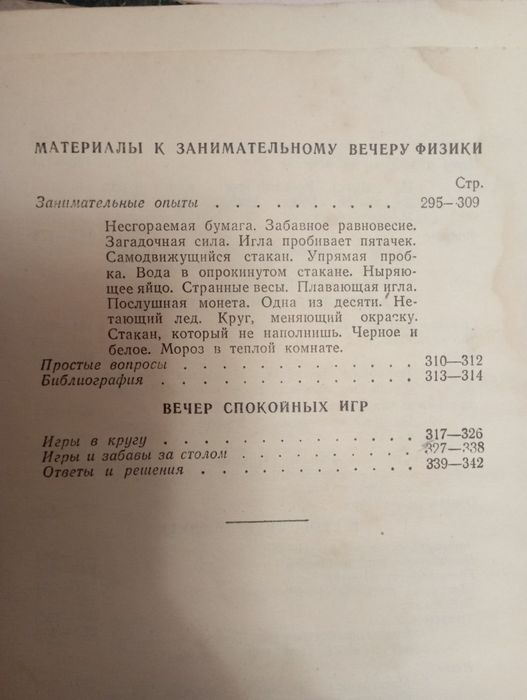 МАТЕРИАЛЫ К ЗАНИМАТЕЛЬНОМУ ВЕЧЕРУ ФИЗИКИ
Стр.
Занимательные опыты . . . . . . . . . . 295—309
Несгораемая бумага. Забавное равновесие.
Загадочная сила. Игла пробивает пятачек.
Самодвижущийся стакан. Упрямая проб-
ка. Вода в опрокинутом стакане. Ныряю-
щее яйцо. Странные весы. Плавающая игла.
Послушная монета. Одна из десяти. Не-
тающий лед. Круг, меняющий окраску.
Стакан, который не наполнишь. Черное и
белое. Мороз в теплой комнате.
Простые вопросы . . . . . . . . . . . . 310—312
Библиография . . . . . . . . . . . . . 313—314
ВЕЧЕР СПОКОЙНЫХ ИГР
Игры в кругу . . . . . . . . . . . . . 317—326
Игры и забавы за столом . . . . . . . . . 327—338
Ответы и решения . . . . . . . . . . . 339—342